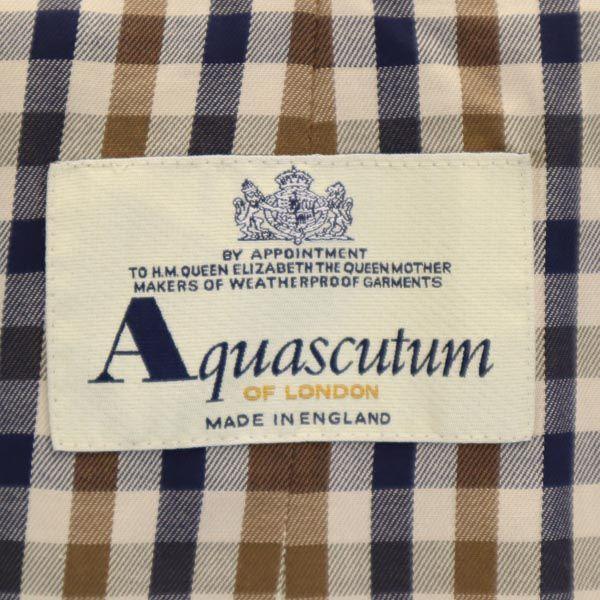 BY APPOINTMENT
TO H.M. QUEEN ELIZABETH THE QUEEN MOTHER
MAKERS OF WEATHERPROOF GARMENTS
Aquascutum
OF LONDON
MADE IN ENGLAND